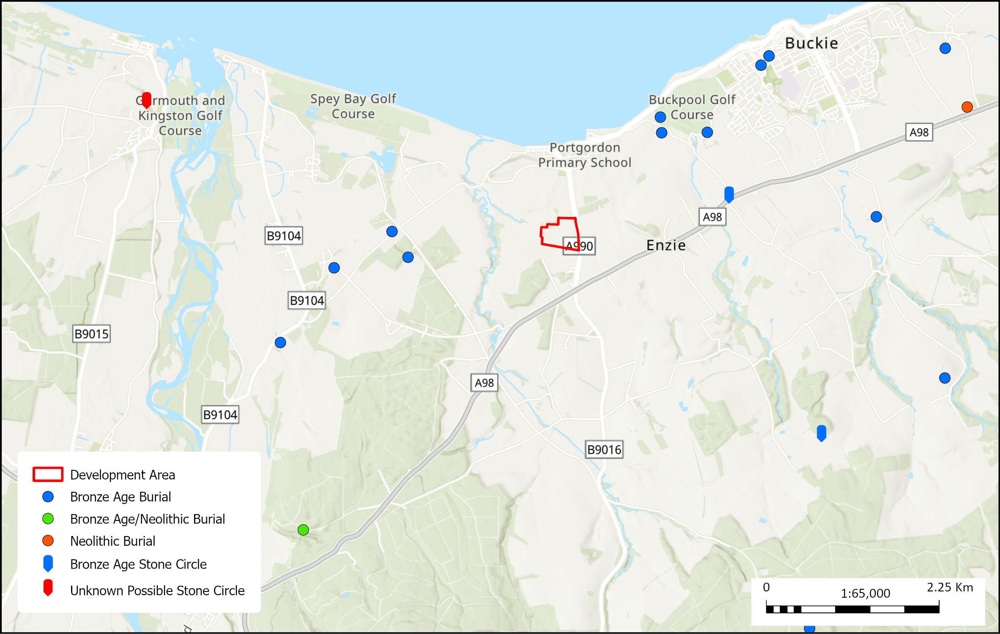 Buckie
Garmouth and
Kingston Golf
Course
Spey Bay Golf
Course
Buckpool Golf
Course
A98
Portgordon
Primary School
A98
B9104
A990
Enzie
B9104
B9015
A98
B9104
B9016
Development Area
Bronze Age Burial
Bronze Age/Neolithic Burial
Neolithic Burial
Bronze Age Stone Circle
Unknown Possible Stone Circle
0
1:65,000
2.25 Km